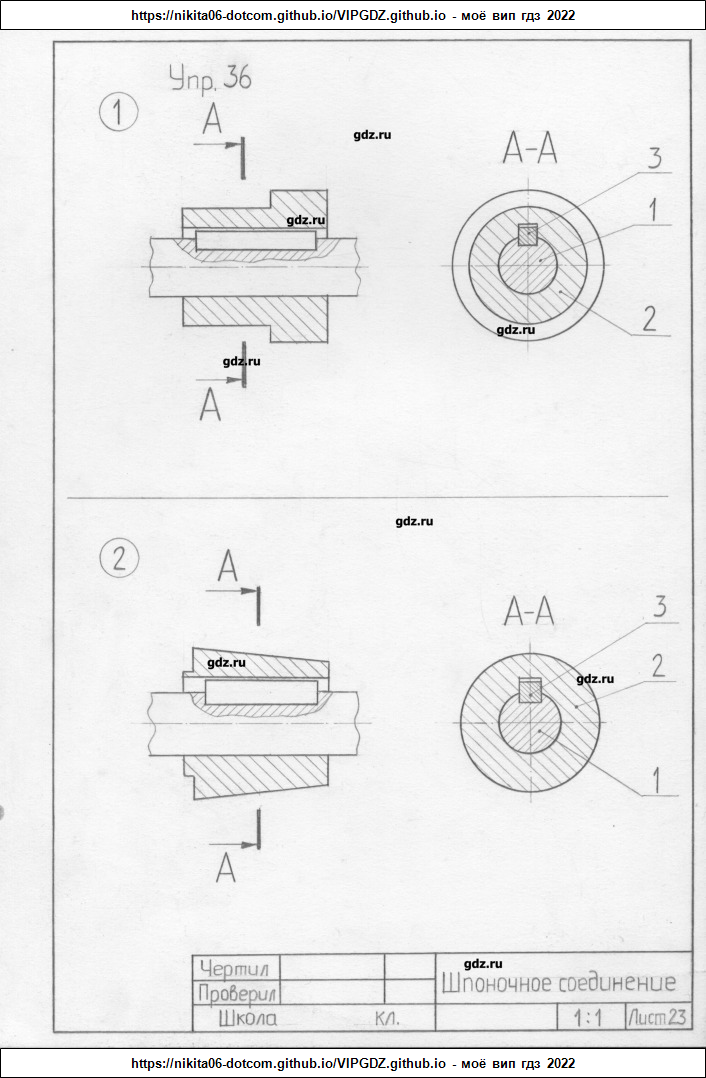 https://nikita06-dotcom.github.io/VIPGDZ.github.io - моё вип гдз 2022
Упр. 36
1
А
gdz.ru
А-А
3
1
gdz.ru
2
gdz.ru
gdz.ru
А
gdz.ru
2
А
А-А
3
gdz.ru
2
gdz.ru
1
А
Чертил
gdz.ru
Проверил
Шпоночное соединение
Школа кл.
1:1
Лист 23
https://nikita06-dotcom.github.io/VIPGDZ.github.io - моё вип гдз 2022